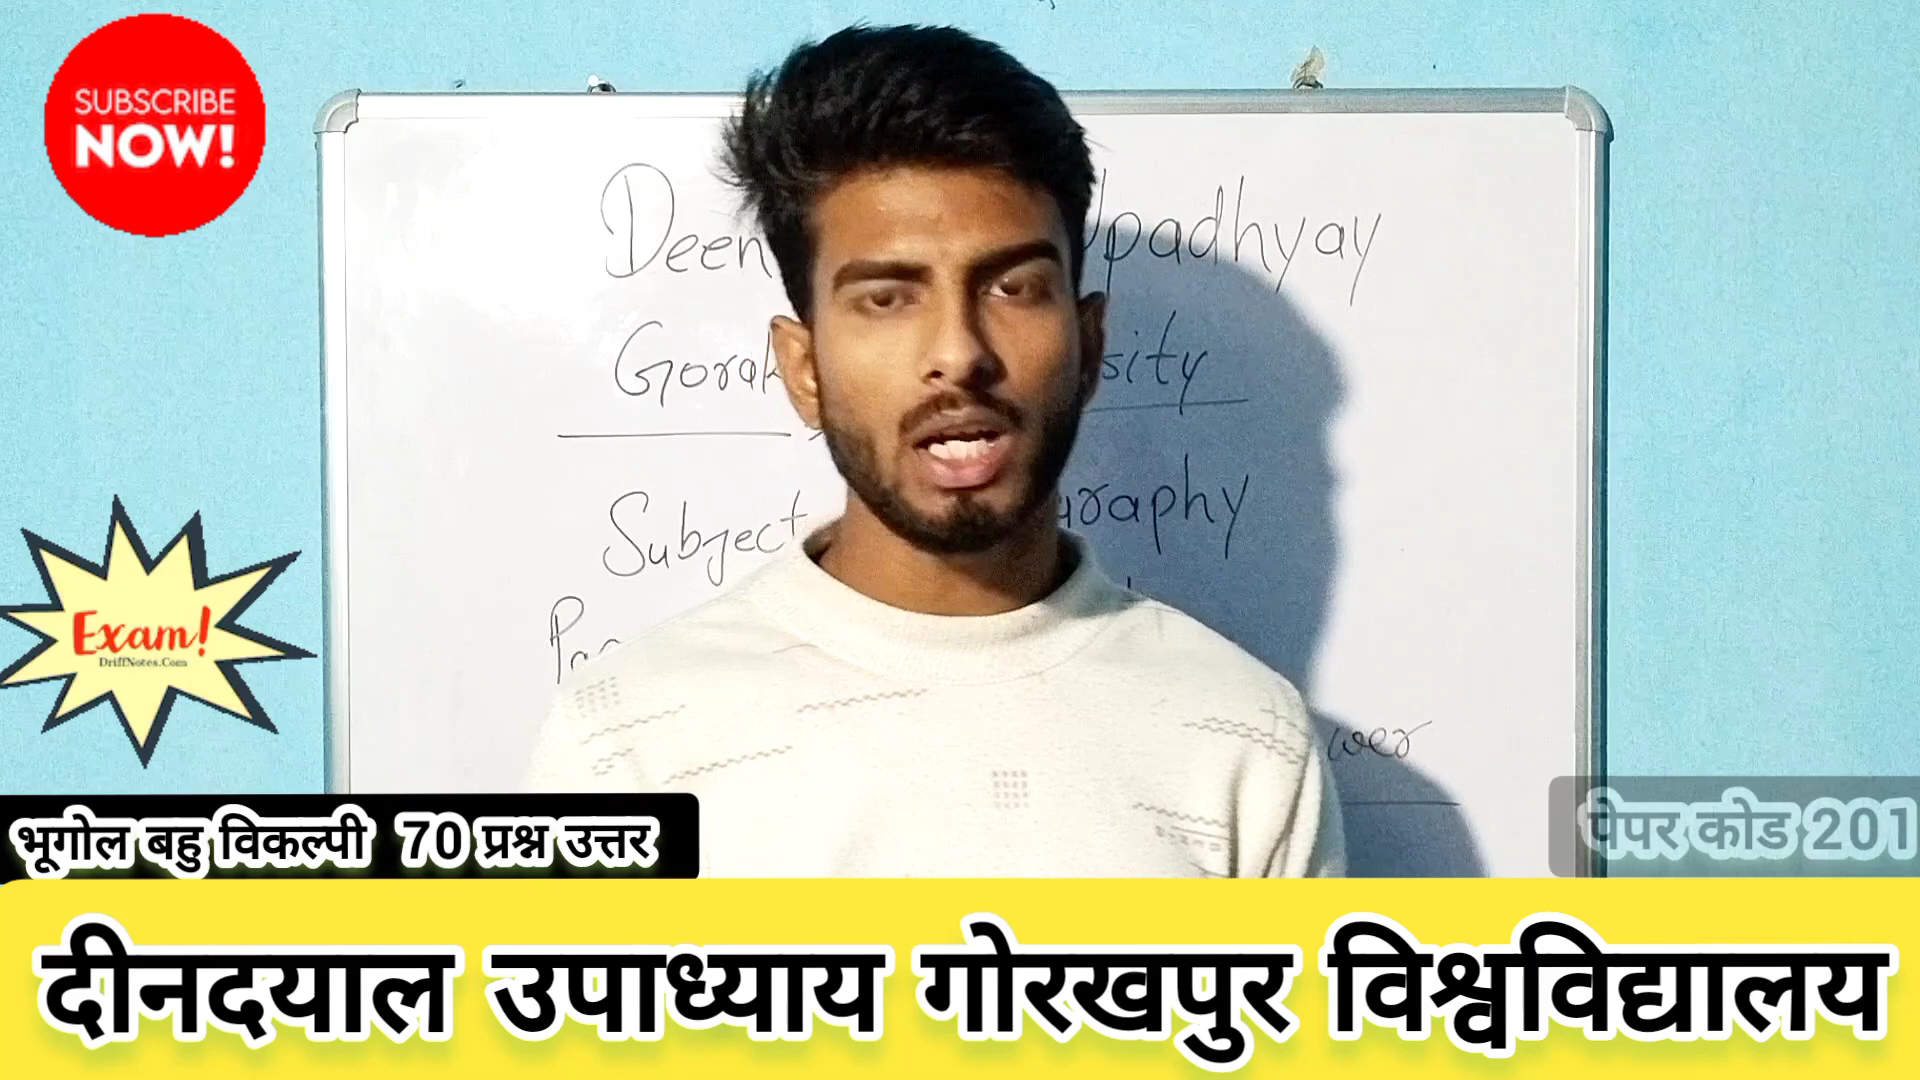 SUBSCRIBE
NOW!
Deen Upadhyay
Gorak sity
Subject graphy
wer
Exam!
DriffNotes.Com
भूगोल बहु विकल्पी 70 प्रश्न उत्तर
पेपर कोड 201
दीनदयाल उपाध्याय गोरखपुर विश्वविद्यालय